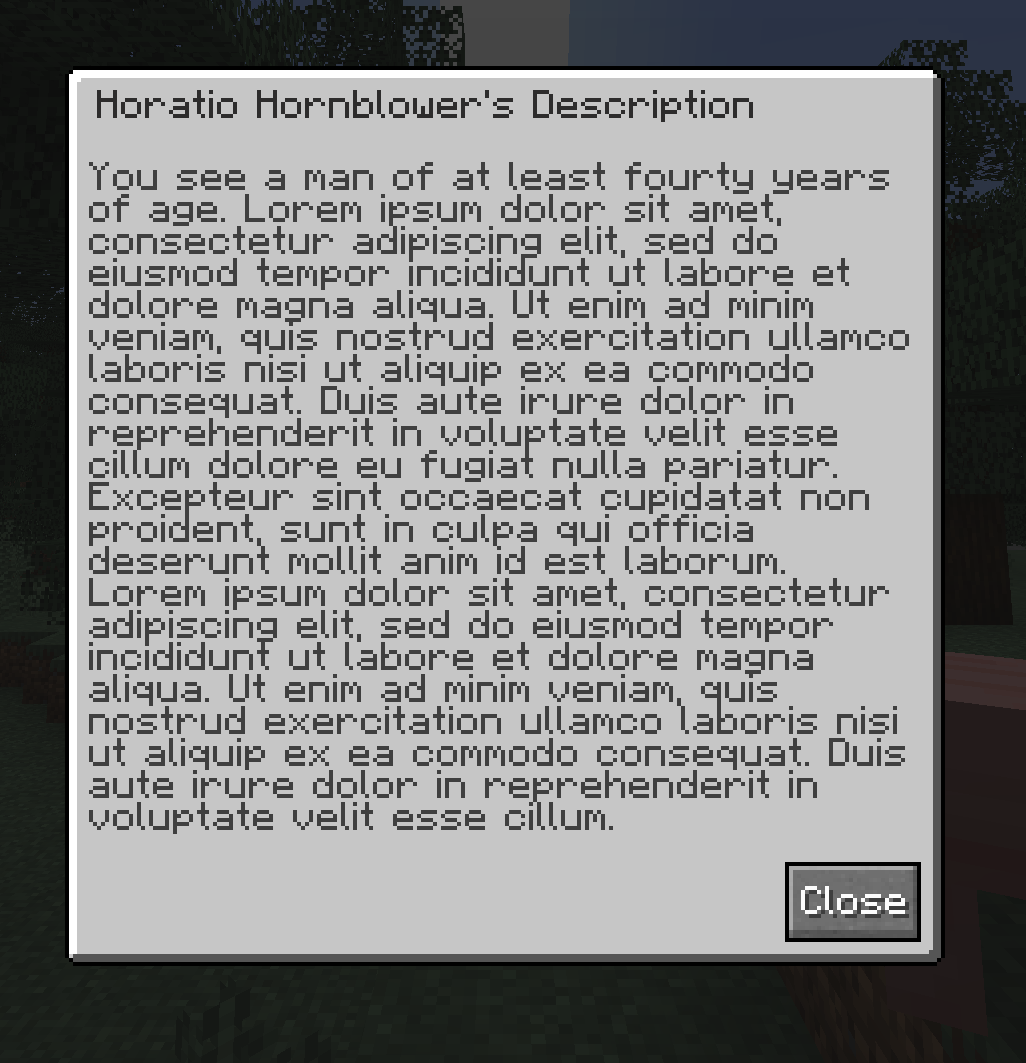 Horatio Hornblower's Description
You see a man of at least fourty years
of age. Lorem ipsum dolor sit amet,
consectetur adipiscing elit, sed do
eiusmod tempor incididunt ut labore et
dolore magna aliqua. Ut enim ad minim
veniam, quis nostrud exercitation ullamco
laboris nisi ut aliquip ex ea commodo
consequat. Duis aute irure dolor in
reprehenderit in voluptate velit esse
cillum dolore eu fugiat nulla pariatur.
Excepteur sint occaecat cupidatat non
proident, sunt in culpa qui officia
deserunt mollit anim id est laborum.
Lorem ipsum dolor sit amet, consectetur
adipiscing elit, sed do eiusmod tempor
incididunt ut labore et dolore magna
aliqua. Ut enim ad minim veniam, quis
nostrud exercitation ullamco laboris nisi
ut aliquip ex ea commodo consequat. Duis
aute irure dolor in reprehenderit in
voluptate velit esse cillum.
Close